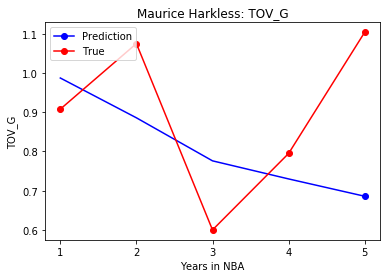 Maurice Harkless: TOV_G
Prediction
True
TOV_G
1.1
1.0
0.9
0.8
0.7
0.6
1 2 3 4 5
Years in NBA